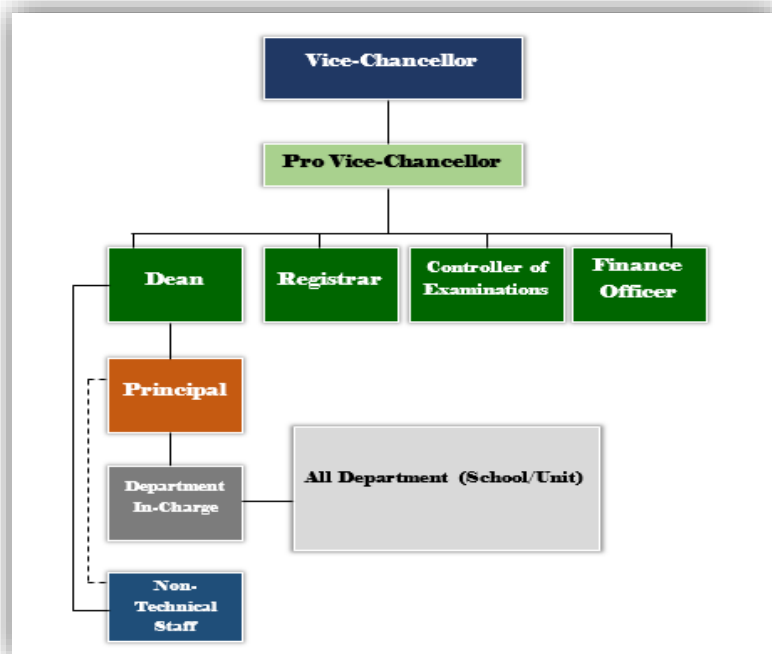 Vice-Chancellor
Pro Vice-Chancellor
Dean
Registrar
Controller of
Examinations
Finance
Officer
Principal
Department
In-Charge
All Department (School/Unit)
Non-
Technical
Staff